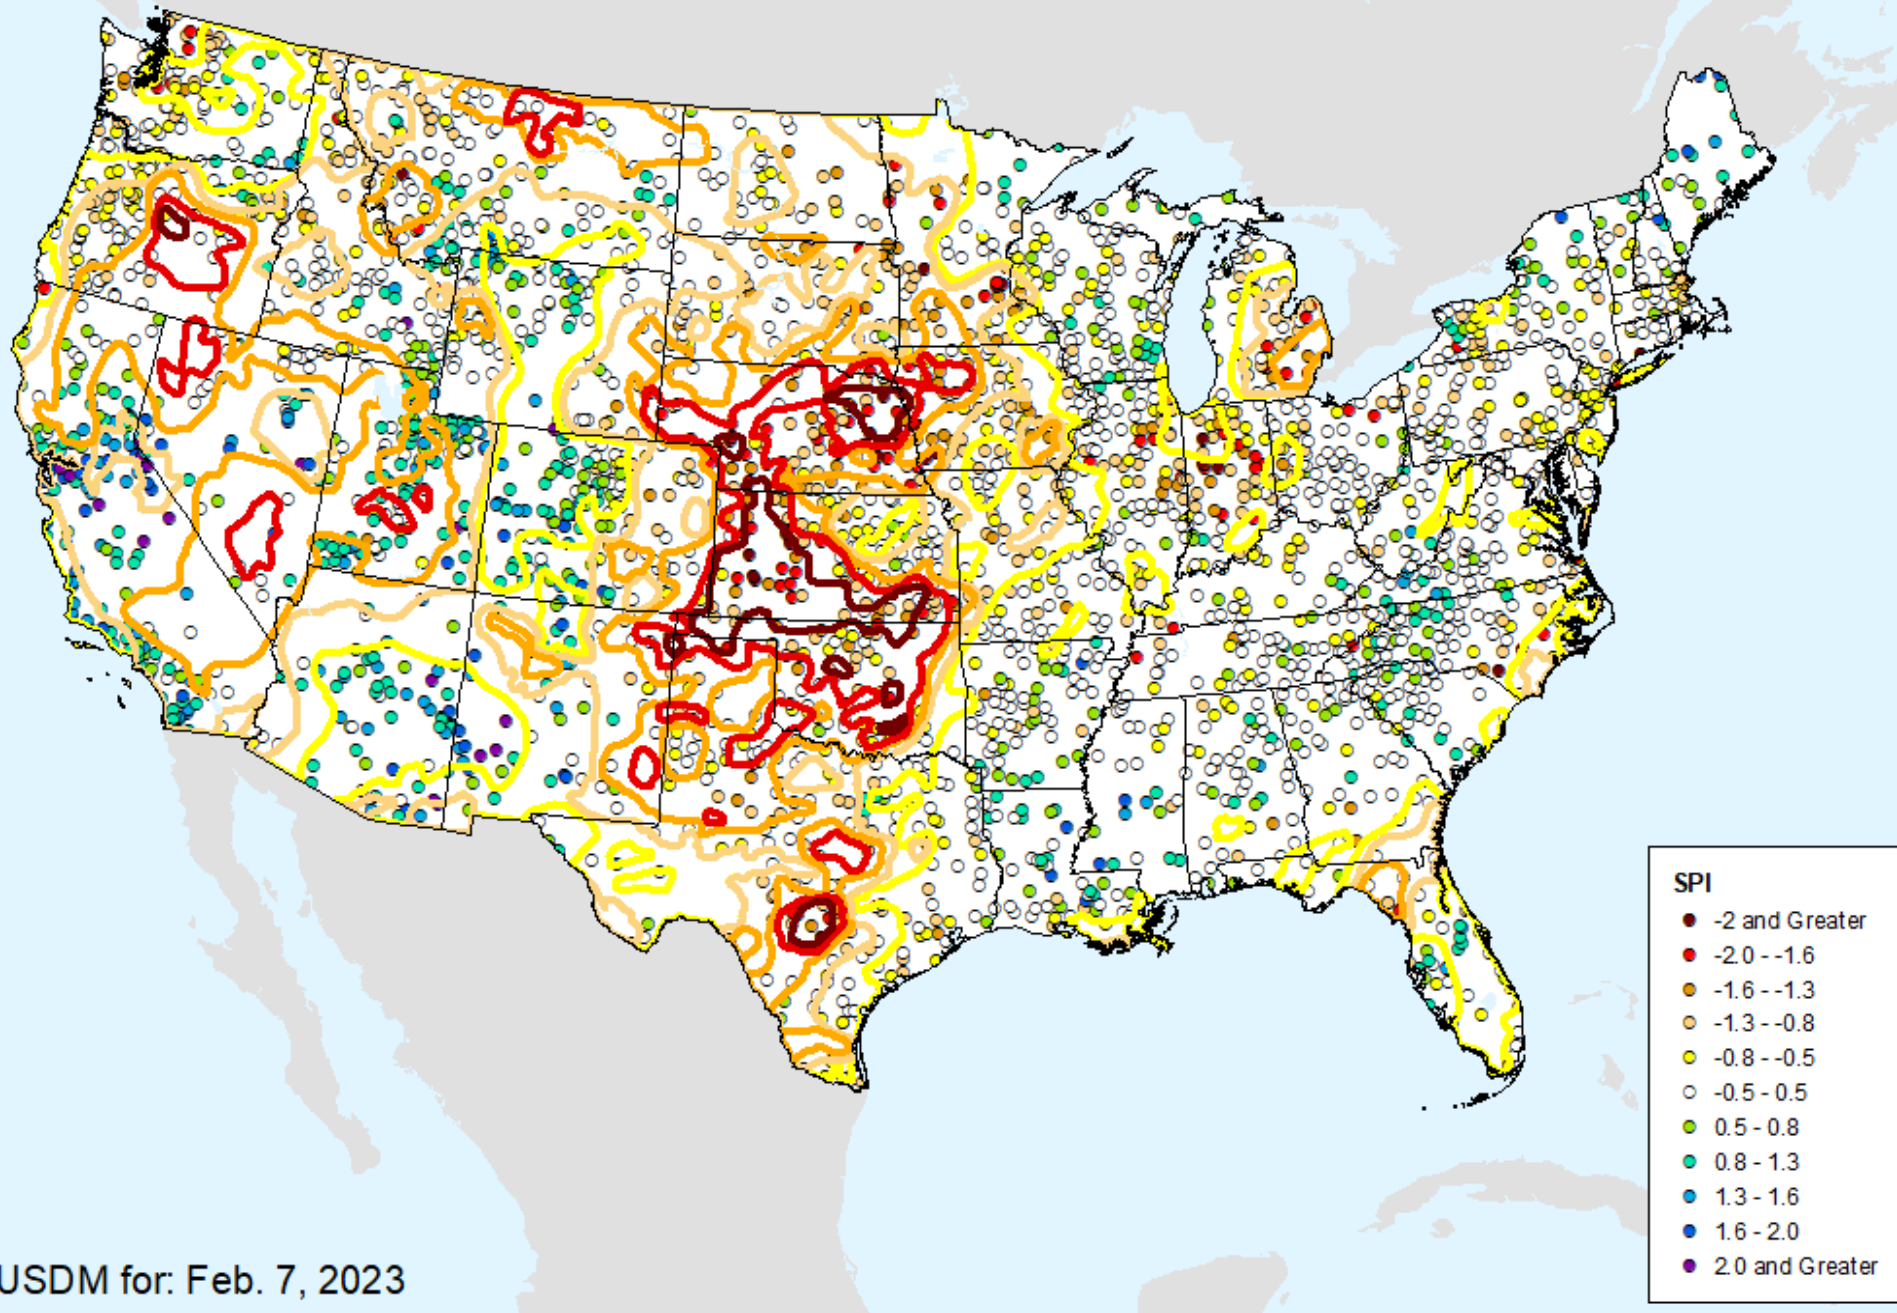 SPI
-2 and Greater
-2.0 - -1.6
-1.6 - -1.3
-1.3 - -0.8
-0.8 - -0.5
-0.5 - 0.5
0.5 - 0.8
0.8 - 1.3
1.3 - 1.6
1.6 - 2.0
2.0 and Greater
USDM for: Feb. 7, 2023